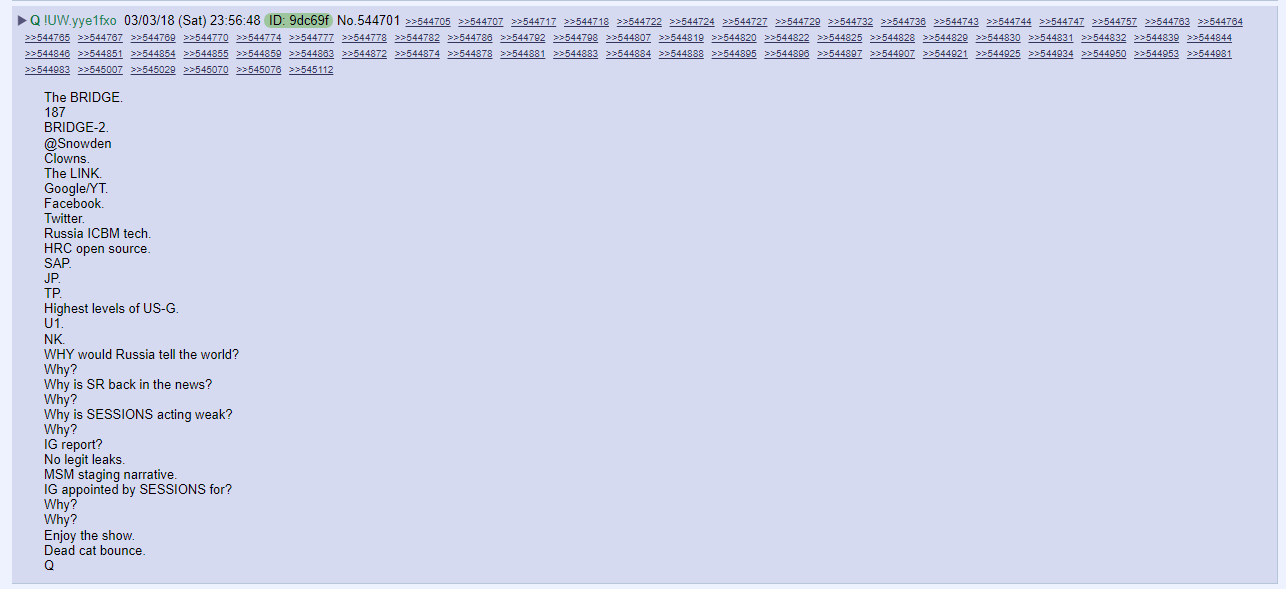 Q !UW.yye1fxo 03/03/18 (Sat) 23:56:48 ID: 9dc69f No.544701 >>544705 >>544707 >>544717 >>544718 >>544722 >>544724 >>544727 >>544729 >>544732 >>544736 >>544743 >>544744 >>544747 >>544757 >>544763 >>544764
>>544765 >>544767 >>544769 >>544770 >>544774 >>544777 >>544778 >>544782 >>544786 >>544792 >>544798 >>544807 >>544819 >>544820 >>544822 >>544825 >>544828 >>544829 >>544830 >>544831 >>544832 >>544839 >>544844
>>544846 >>544851 >>544854 >>544855 >>544859 >>544863 >>544872 >>544874 >>544878 >>544881 >>544883 >>544884 >>544888 >>544895 >>544896 >>544897 >>544907 >>544921 >>544925 >>544934 >>544950 >>544953 >>544981
>>544983 >>545007 >>545029 >>545070 >>545076 >>545112
The BRIDGE.
187
BRIDGE-2.
@Snowden
Clowns.
The LINK.
Google/YT.
Facebook.
Twitter.
Russia ICBM tech.
HRC open source.
SAP.
JP.
TP.
Highest levels of US-G.
U1.
NK.
WHY would Russia tell the world?
Why?
Why is SR back in the news?
Why?
Why is SESSIONS acting weak?
Why?
IG report?
No legit leaks.
MSM staging narrative.
IG appointed by SESSIONS for?
Why?
Why?
Enjoy the show.
Dead cat bounce.
Q